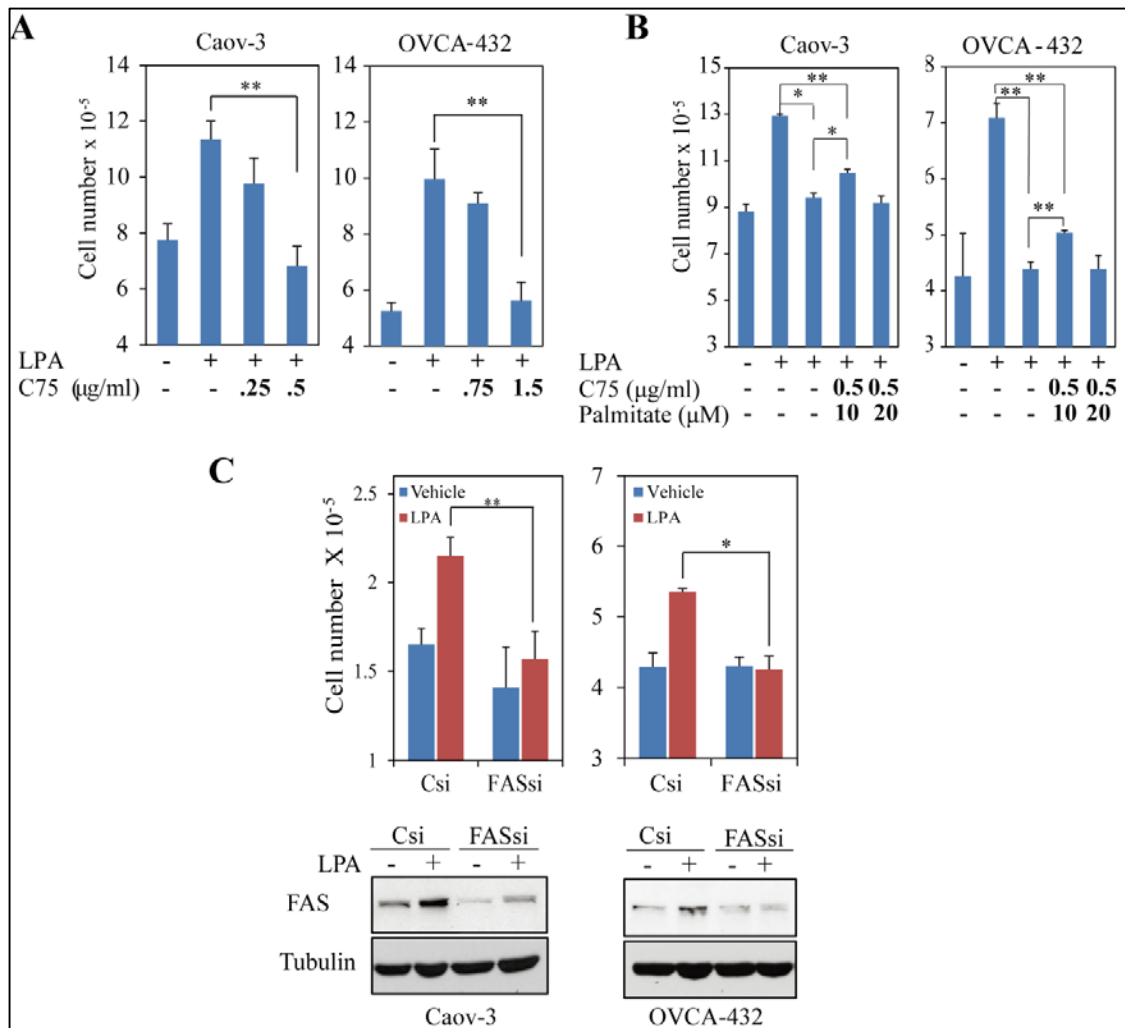 A
Caov-3
OVCA-432
Cell number x 10-5
14
12
10
8
6
4
14
12
10
8
6
4
**
**
LPA - + + + - + + +
C75 (μg/ml) - - .25 .5 - - .75 1.5
B
Caov-3
OVCA-432
Cell number x 10-5
15
13
11
9
7
5
3
8
7
5
4
3
**
*
*
**
**
**
LPA - + + + + - + + + +
C75 (μg/ml) - - - 0.5 0.5 - - - 0.5 0.5
Palmitate (μM) - - - 10 20 - - - 10 20
C
Cell number X 10-5
2.5
2
1.5
1
Vehicle
LPA
**
Csi FASsi
7
6
5
4
3
Vehicle
LPA
*
Csi FASsi
Csi FASsi Csi FASsi
LPA - + - + - + - +
FAS
Tubulin
Caov-3 OVCA-432